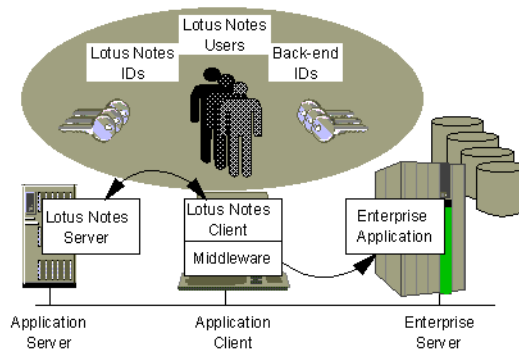 Lotus Notes
Users
Lotus Notes
IDs
Back-end
IDs
Lotus Notes
Server
Lotus Notes
Client
Middleware
Enterprise
Application
Application
Server
Application
Client
Enterprise
Server